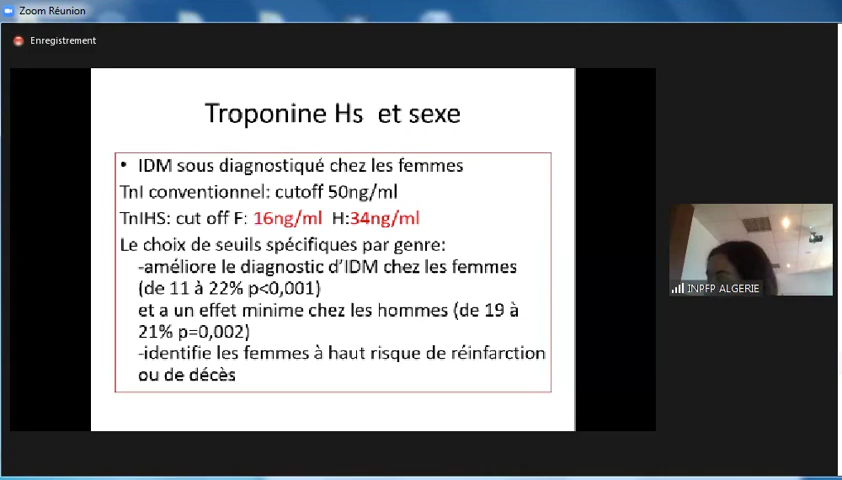 Zoom Réunion
Enregistrement
Troponine Hs et sexe
• IDM sous diagnostiqué chez les femmes
TnI conventionnel: cutoff 50ng/ml
TnIHS: cut off F: 16ng/ml H:34ng/ml
Le choix de seuils spécifiques par genre:
-améliore le diagnostic d'IDM chez les femmes
(de 11 à 22% p<0,001)
et a un effet minime chez les hommes (de 19 à
21% p=0,002)
-identifie les femmes à haut risque de réinfarction
ou de décès
INPFP ALGERIE